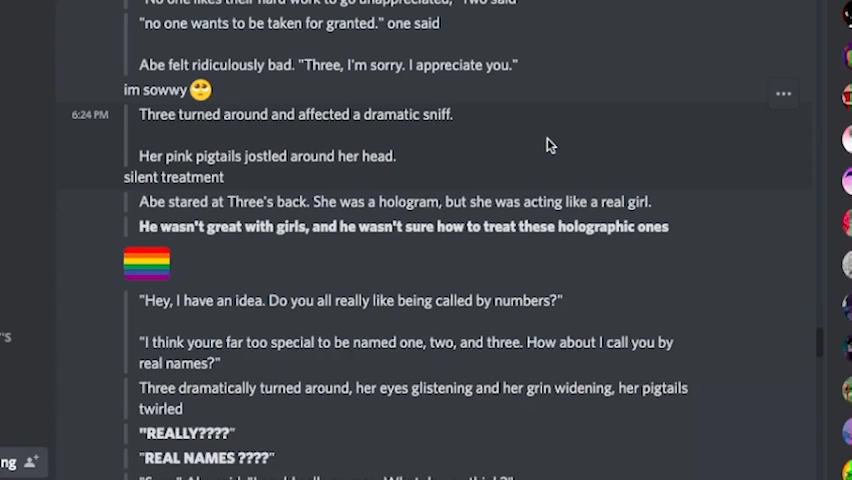 "No one likes their hard work to go unappreciated," Two said
"no one wants to be taken for granted." one said
Abe felt ridiculously bad. "Three, I'm sorry. I appreciate you."
im sowwy🥺
6:24 PM Three turned around and affected a dramatic sniff.
Her pink pigtails jostled around her head.
silent treatment
Abe stared at Three's back. She was a hologram, but she was acting like a real girl.
He wasn't great with girls, and he wasn't sure how to treat these holographic ones
🏳️‍🌈
"Hey, I have an idea. Do you all really like being called by numbers?"
"I think youre far too special to be named one, two, and three. How about I call you by
real names?"
Three dramatically turned around, her eyes glistening and her grin widening, her pigtails
twirled
"REALLY????"
"REAL NAMES ????"
Y'S
ng